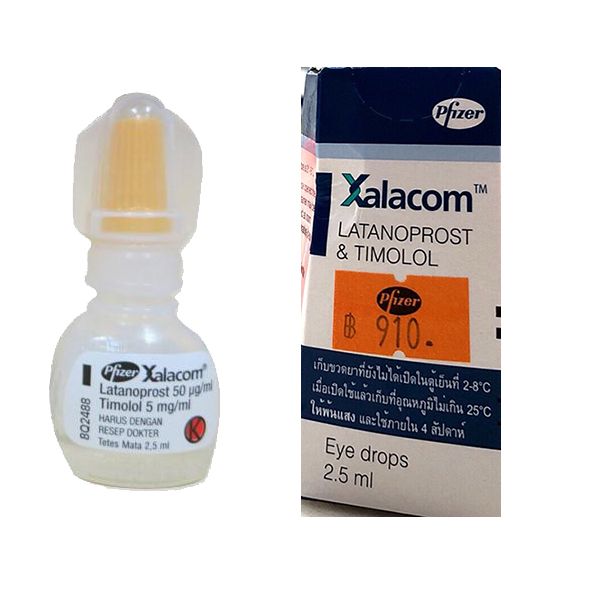 Pfizer Xalacom®
Latanoprost 50 µg/ml
Timolol 5 mg/ml
HARUS DENGAN
RESEP DOKTER
Tetes Mata 2,5 ml
8Q2488
K
Pfizer
Xalacom™
LATANOPROST
& TIMOLOL
Pfizer
฿ 910.
เก็บขวดยาที่ยังไม่ได้เปิดในตู้เย็นที่ 2-8°C
เมื่อเปิดใช้แล้วเก็บที่อุณหภูมิไม่เกิน 25°C
ให้พ้นแสง และใช้ภายใน 4 สัปดาห์
Eye drops
2.5 ml